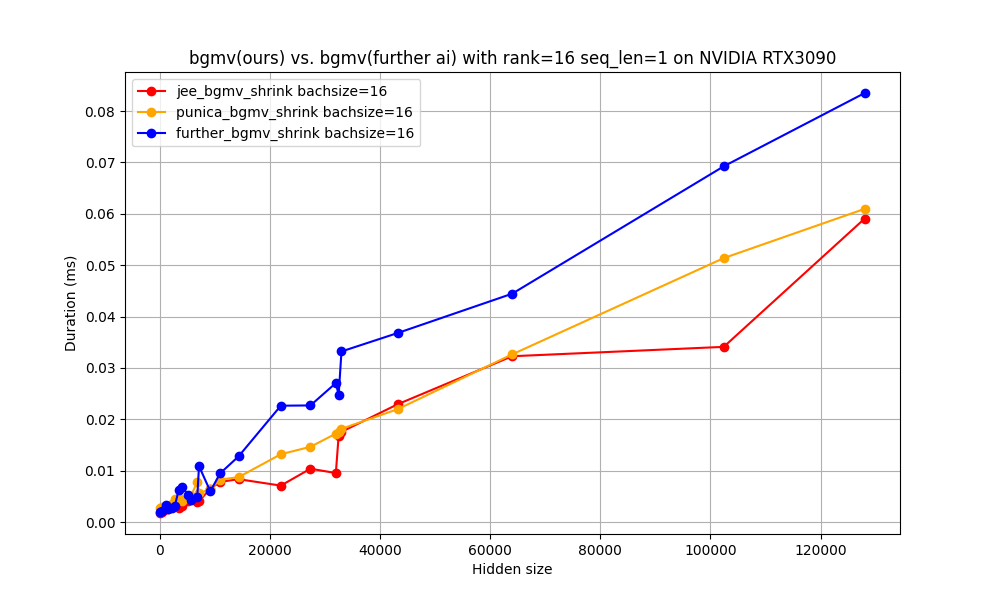 bgmv(ours) vs. bgmv(further ai) with rank=16 seq_len=1 on NVIDIA RTX3090
jee_bgmv_shrink bachsize=16
punica_bgmv_shrink bachsize=16
further_bgmv_shrink bachsize=16
Duration (ms)
0.08
0.07
0.06
0.05
0.04
0.03
0.02
0.01
0.00
0 20000 40000 60000 80000 100000 120000
Hidden size